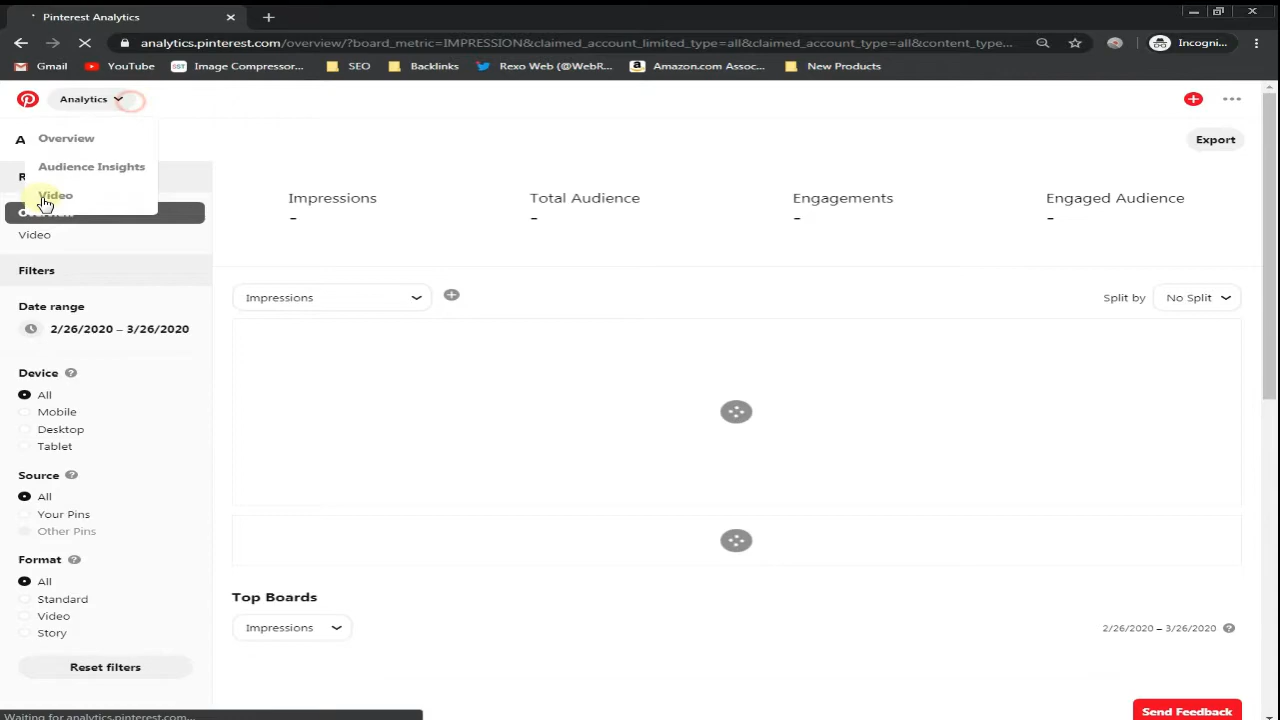 Pinterest Analytics
analytics.pinterest.com/overview/?board_metric=IMPRESSION&claimed_account_limited_type=all&claimed_account_type=all&content_type...
Incogni...
Gmail
YouTube
SBT
Image Compressor...
SEO
Backlinks
Rexo Web (@WebR...
Amazon.com Assoc...
New Products
Analytics
Overview
Audience Insights
Video
A
R
Export
Overview
Video
Impressions
-
Total Audience
-
Engagements
-
Engaged Audience
-
Filters
Date range
2/26/2020 – 3/26/2020
Impressions
Split by
No Split
Device ?
All
Mobile
Desktop
Tablet
Source ?
All
Your Pins
Other Pins
Format ?
All
Standard
Video
Story
Reset filters
Top Boards
Impressions
2/26/2020 – 3/26/2020 ?
Send Feedback
Waiting for analytics.pinterest.com...